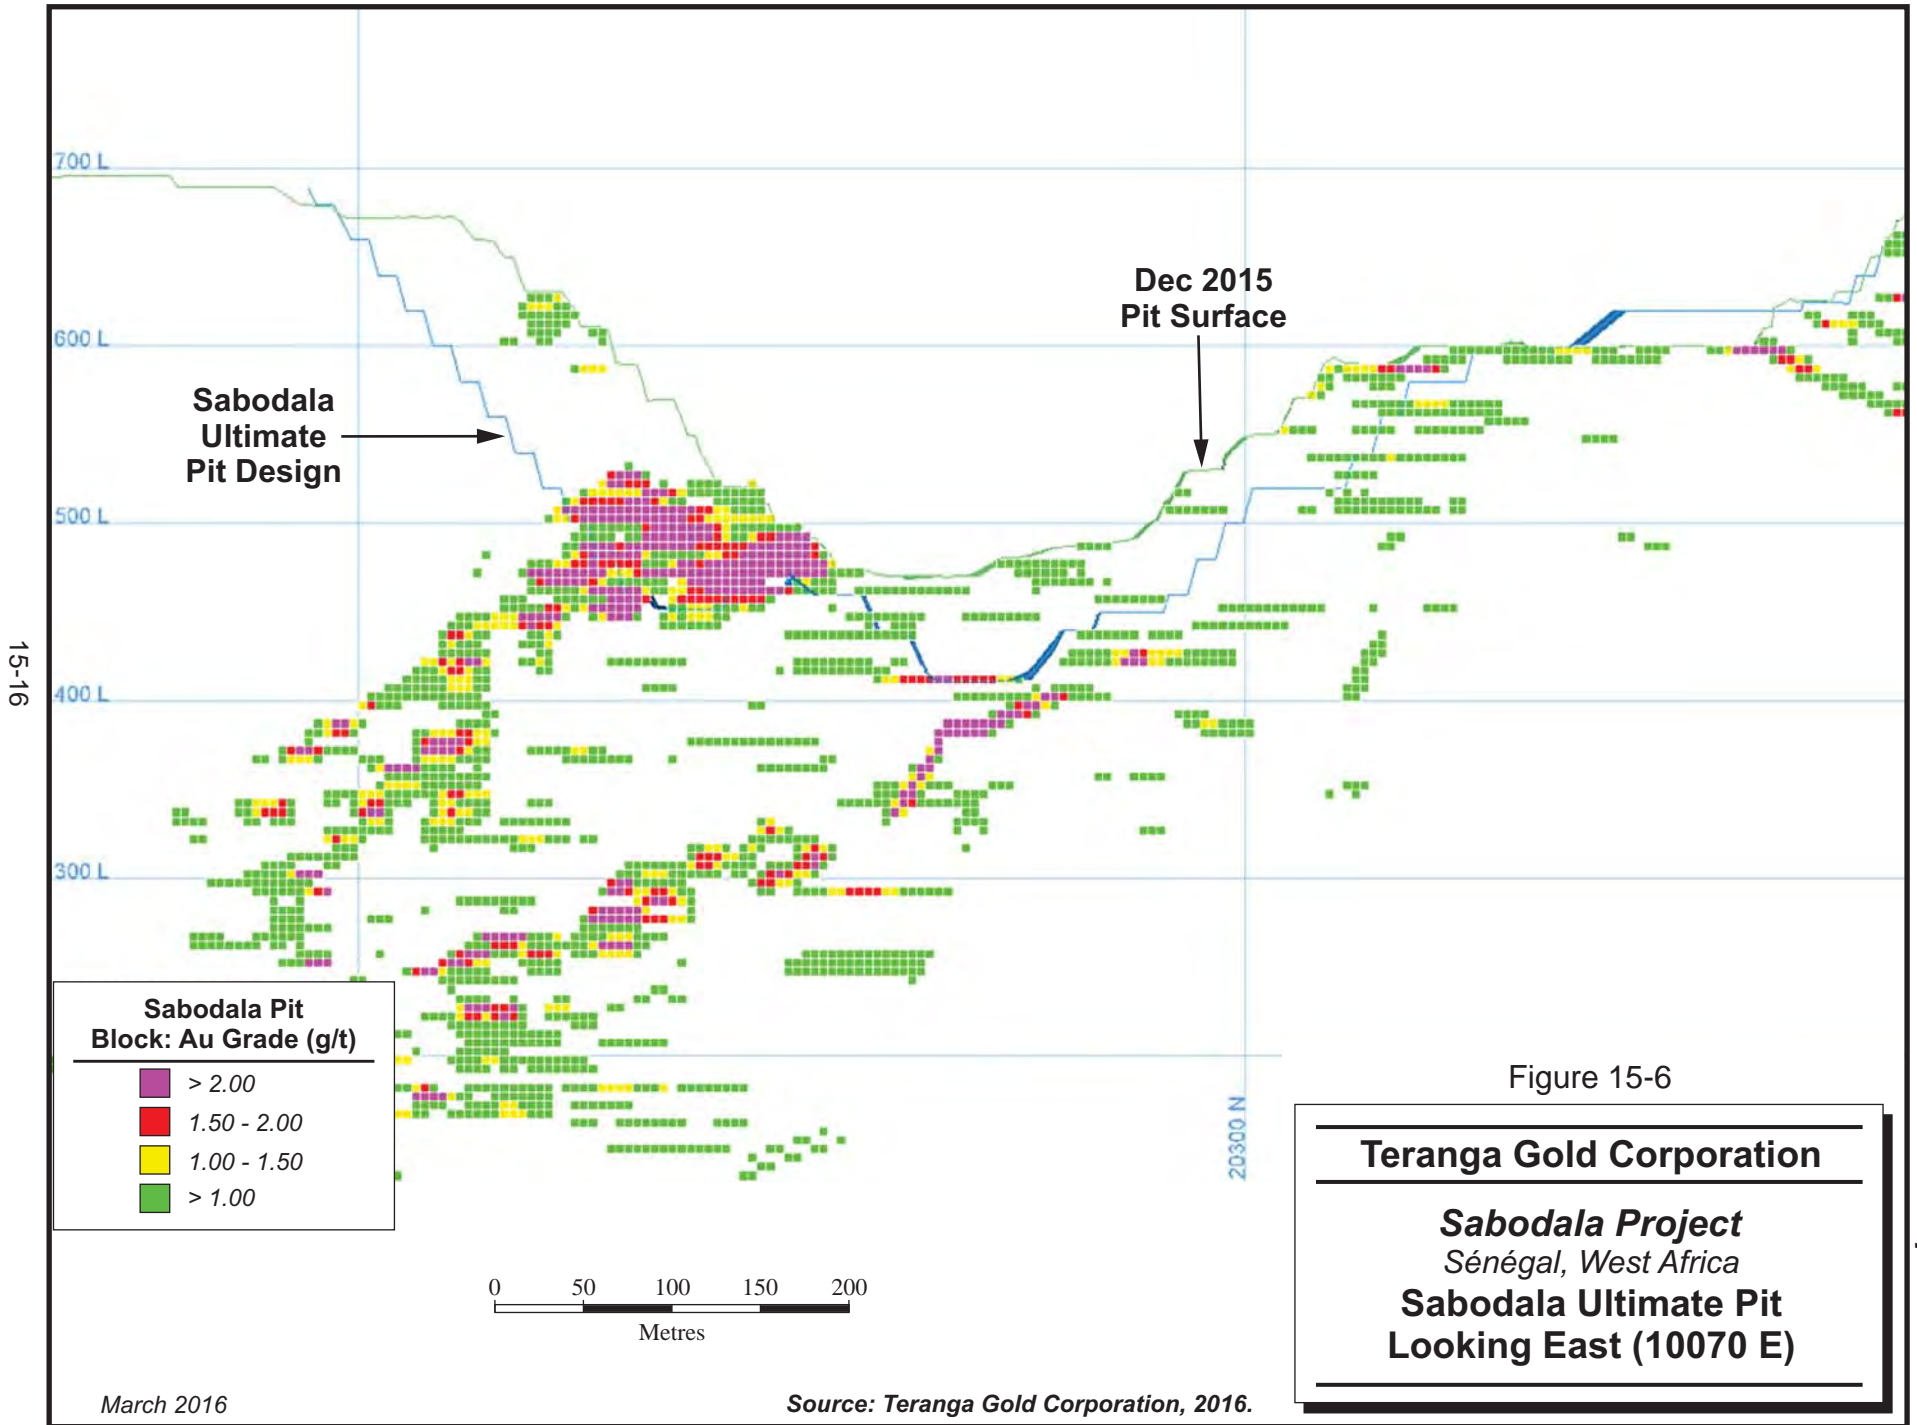 700 L
600 L
500 L
400 L
300 L
Dec 2015
Pit Surface
Sabodala
Ultimate
Pit Design
15-16
Sabodala Pit
Block: Au Grade (g/t)
> 2.00
1.50 - 2.00
1.00 - 1.50
> 1.00
20300 N
0 50 100 150 200
Metres
Figure 15-6
Teranga Gold Corporation
Sabodala Project
Sénégal, West Africa
Sabodala Ultimate Pit
Looking East (10070 E)
March 2016
Source: Teranga Gold Corporation, 2016.